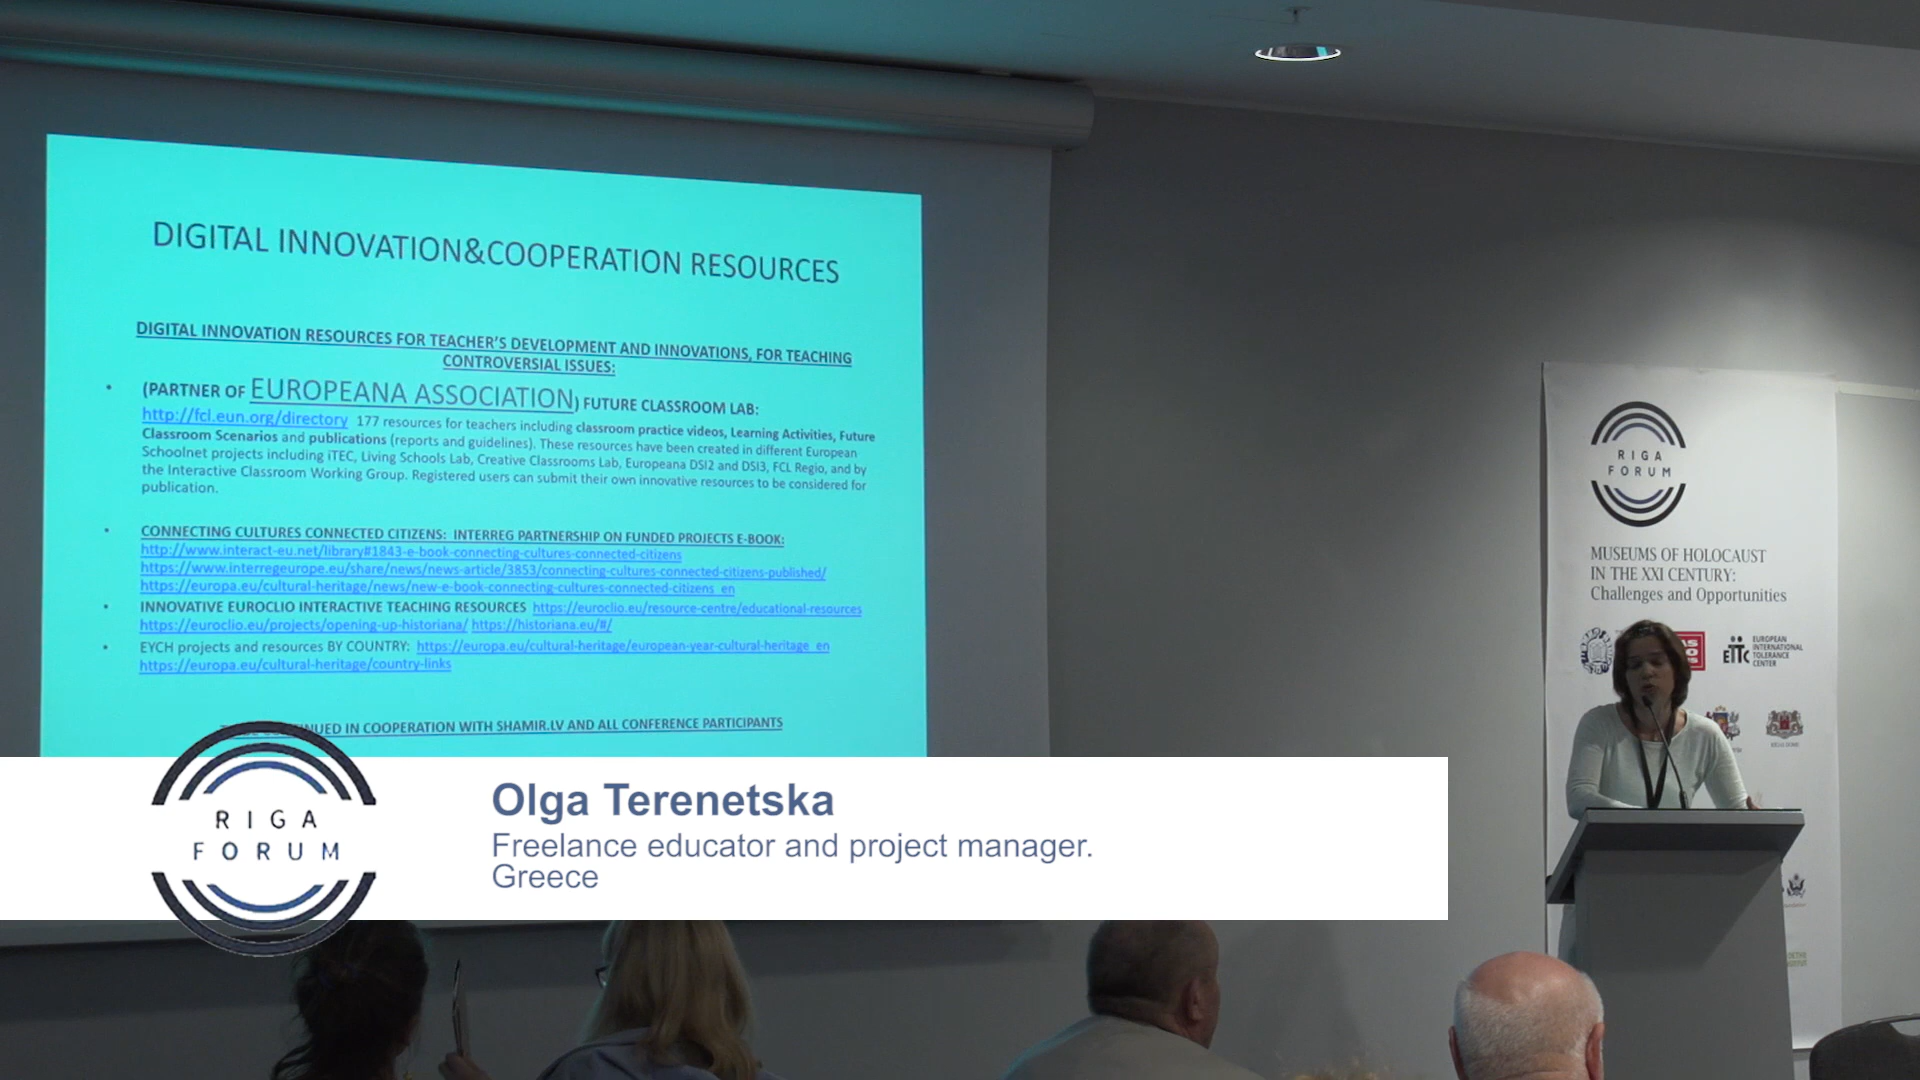 DIGITAL INNOVATION&COOPERATION RESOURCES
DIGITAL INNOVATION RESOURCES FOR TEACHER'S DEVELOPMENT AND INNOVATIONS, FOR TEACHING
CONTROVERSIAL ISSUES:
• (PARTNER OF EUROPEANA ASSOCIATION) FUTURE CLASSROOM LAB:
http://fcl.eun.org/directory 177 resources for teachers including classroom practice videos, Learning Activities, Future
Classroom Scenarios and publications (reports and guidelines). These resources have been created in different European
Schoolnet projects including iTEC, Living Schools Lab, Creative Classrooms Lab, Europeana DSI2 and DSI3, FCL Regio, and by
the Interactive Classroom Working Group. Registered users can submit their own innovative resources to be considered for
publication.
• CONNECTING CULTURES CONNECTED CITIZENS: INTERREG PARTNERSHIP ON FUNDED PROJECTS E-BOOK:
http://www.interact-eu.net/library#1843-e-book-connecting-cultures-connected-citizens
https://www.interregeurope.eu/share/news/news-article/3853/connecting-cultures-connected-citizens-published/
https://europa.eu/cultural-heritage/news/new-e-book-connecting-cultures-connected-citizens_en
• INNOVATIVE EUROCLIO INTERACTIVE TEACHING RESOURCES https://euroclio.eu/resource-centre/educational-resources
https://euroclio.eu/projects/opening-up-historiana/ https://historiana.eu/#/
• EYCH projects and resources BY COUNTRY: https://europa.eu/cultural-heritage/european-year-cultural-heritage_en
https://europa.eu/cultural-heritage/country-links
IN COOPERATION WITH SHAMIR.LV AND ALL CONFERENCE PARTICIPANTS
RIGA
FORUM
Olga Terenetska
Freelance educator and project manager.
Greece
RIGA
FORUM
MUSEUMS OF HOLOCAUST
IN THE XXI CENTURY:
Challenges and Opportunities
EITC
EUROPEAN
INTERNATIONAL
TOLERANCE
CENTER